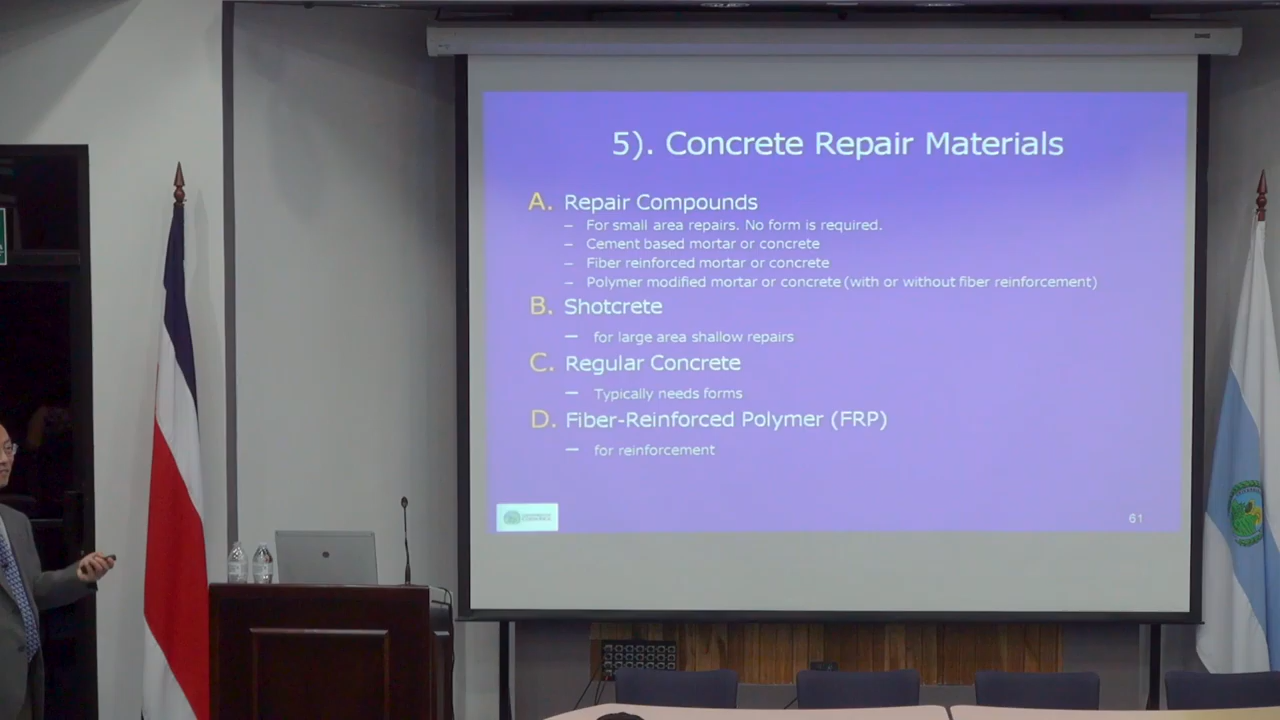 5). Concrete Repair Materials
A. Repair Compounds
– For small area repairs. No form is required.
– Cement based mortar or concrete
– Fiber reinforced mortar or concrete
– Polymer modified mortar or concrete (with or without fiber reinforcement)
B. Shotcrete
– for large area shallow repairs
C. Regular Concrete
– Typically needs forms
D. Fiber-Reinforced Polymer (FRP)
– for reinforcement
61